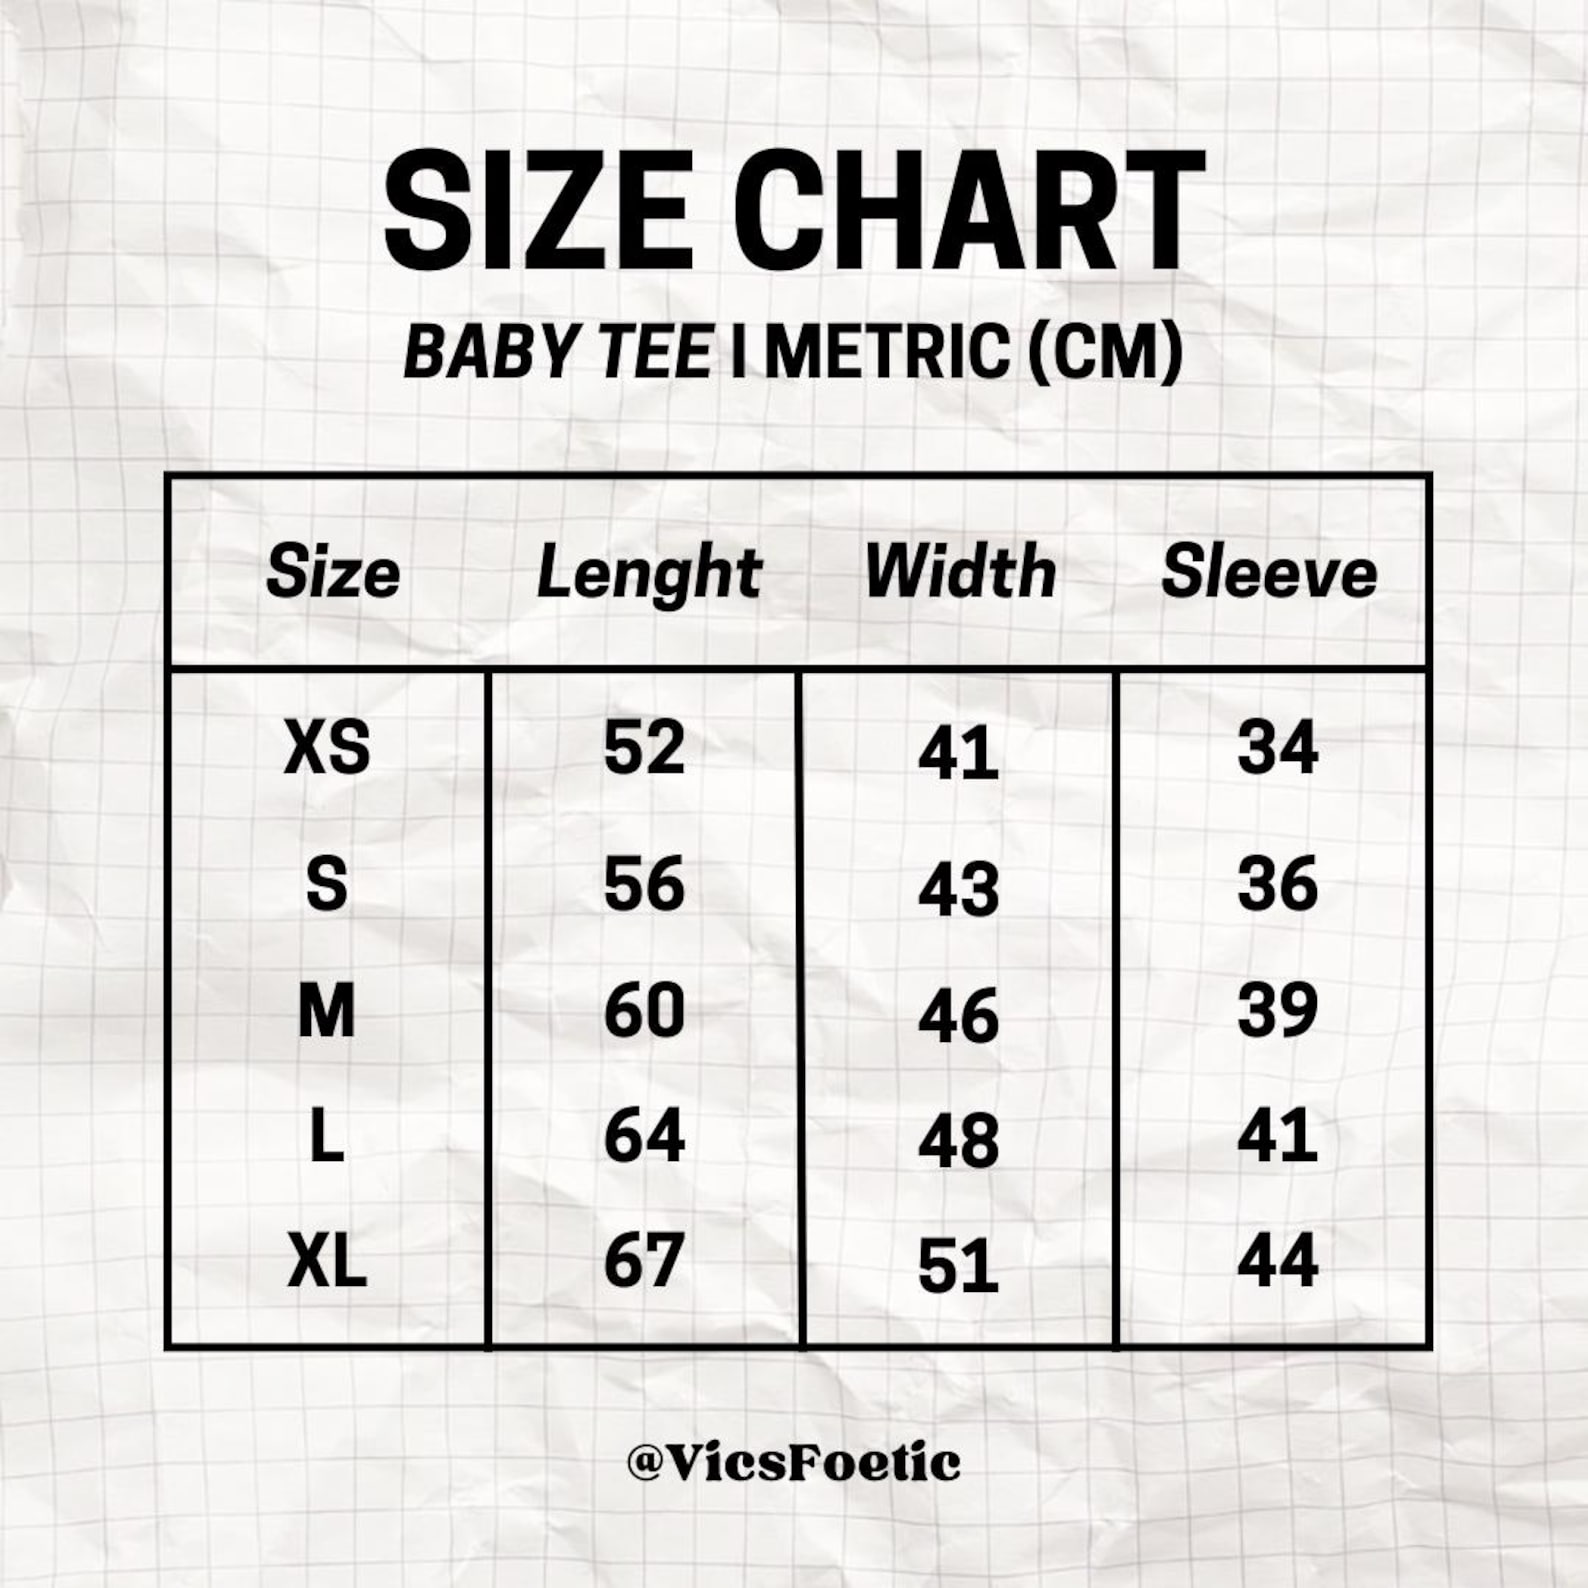 SIZE CHART
BABY TEE I METRIC (CM)
Size Lenght Width Sleeve
XS 52 41 34
S 56 43 36
M 60 46 39
L 64 48 41
XL 67 51 44
@VicsFoetic